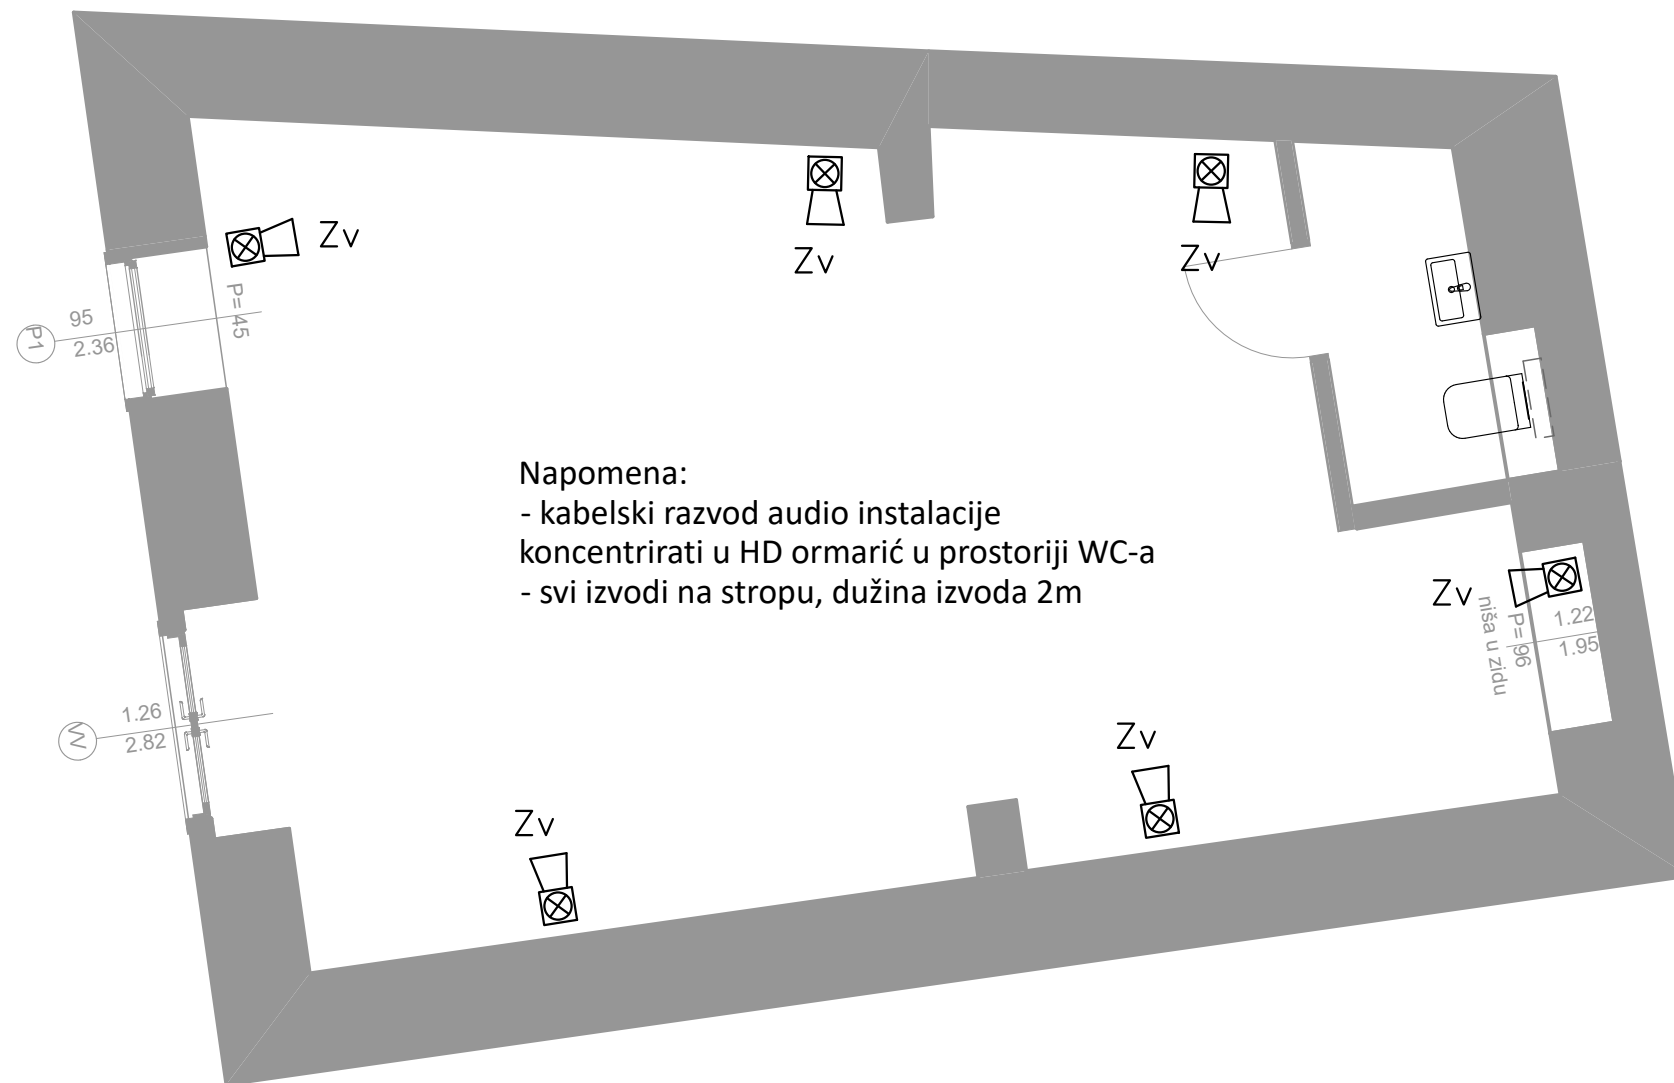 Zv
Zv
Zv
P1
95
2.36
P= 45
Napomena:
- kabelski razvod audio instalacije
koncentrirati u HD ormarić u prostoriji WC-a
- svi izvodi na stropu, dužina izvoda 2m
Zv
niša u zidu
P= 96
1.22
1.95
VV
1.26
2.82
Zv
Zv